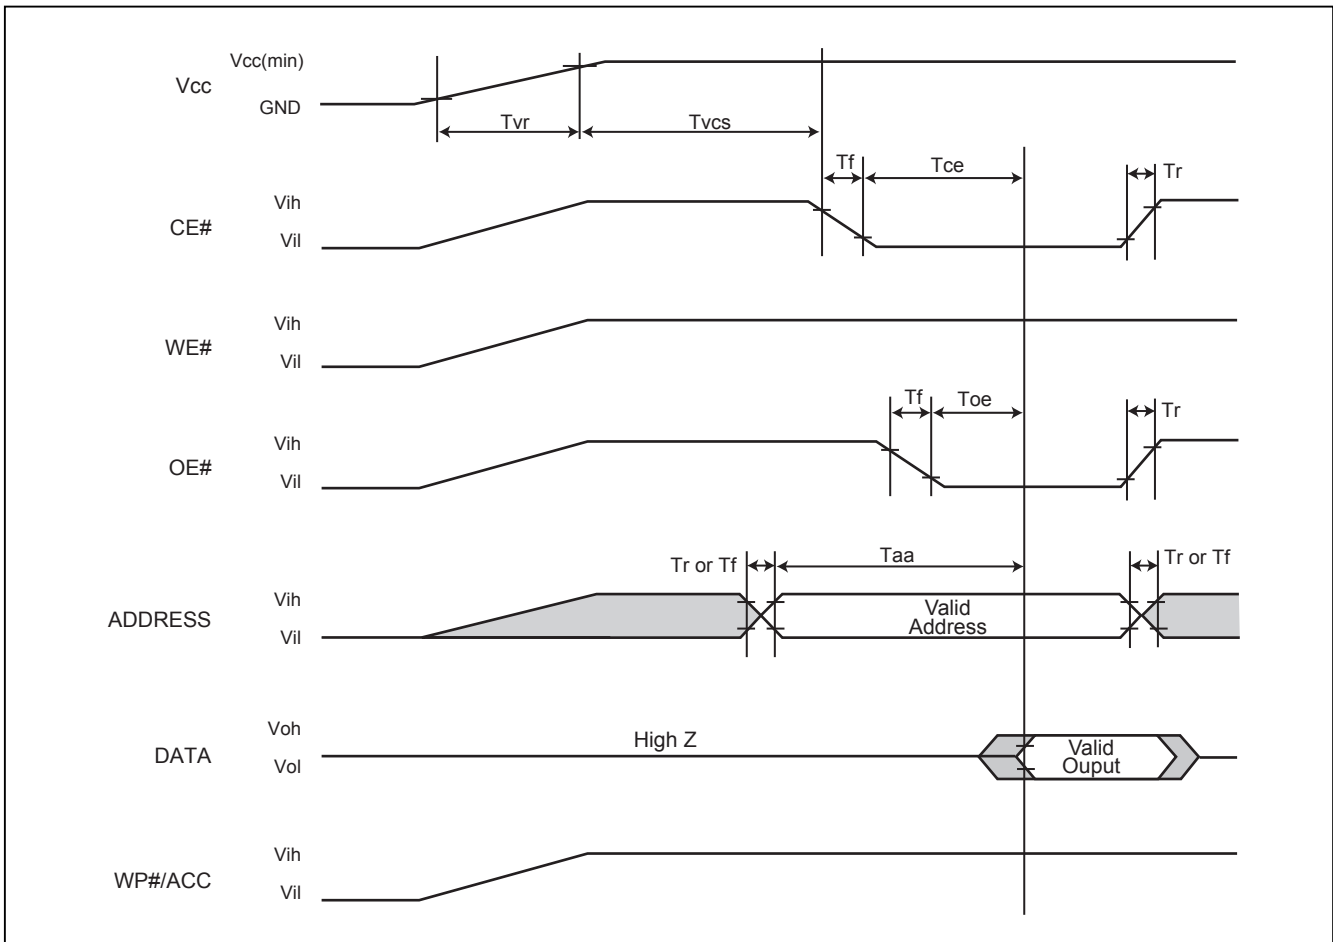 Vcc(min)
Vcc
GND
Tvr
Tvcs
Tf
Tce
Tr
Vih
CE#
Vil
Vih
WE#
Vil
Tf
Toe
Tr
Vih
OE#
Vil
Tr or Tf
Taa
Tr or Tf
Vih
ADDRESS
Vil
Valid
Address
Voh
DATA
Vol
High Z
Valid
Ouput
Vih
WP#/ACC
Vil